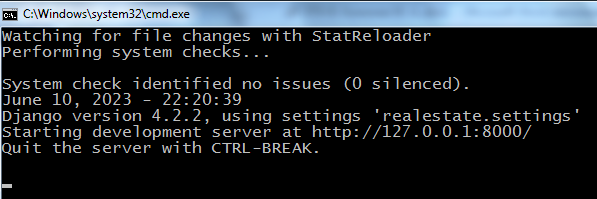 C:\Windows\system32\cmd.exe
Watching for file changes with StatReloader
Performing system checks...
System check identified no issues (0 silenced).
June 10, 2023 - 22:20:39
Django version 4.2.2, using settings 'realestate.settings'
Starting development server at http://127.0.0.1:8000/
Quit the server with CTRL-BREAK.